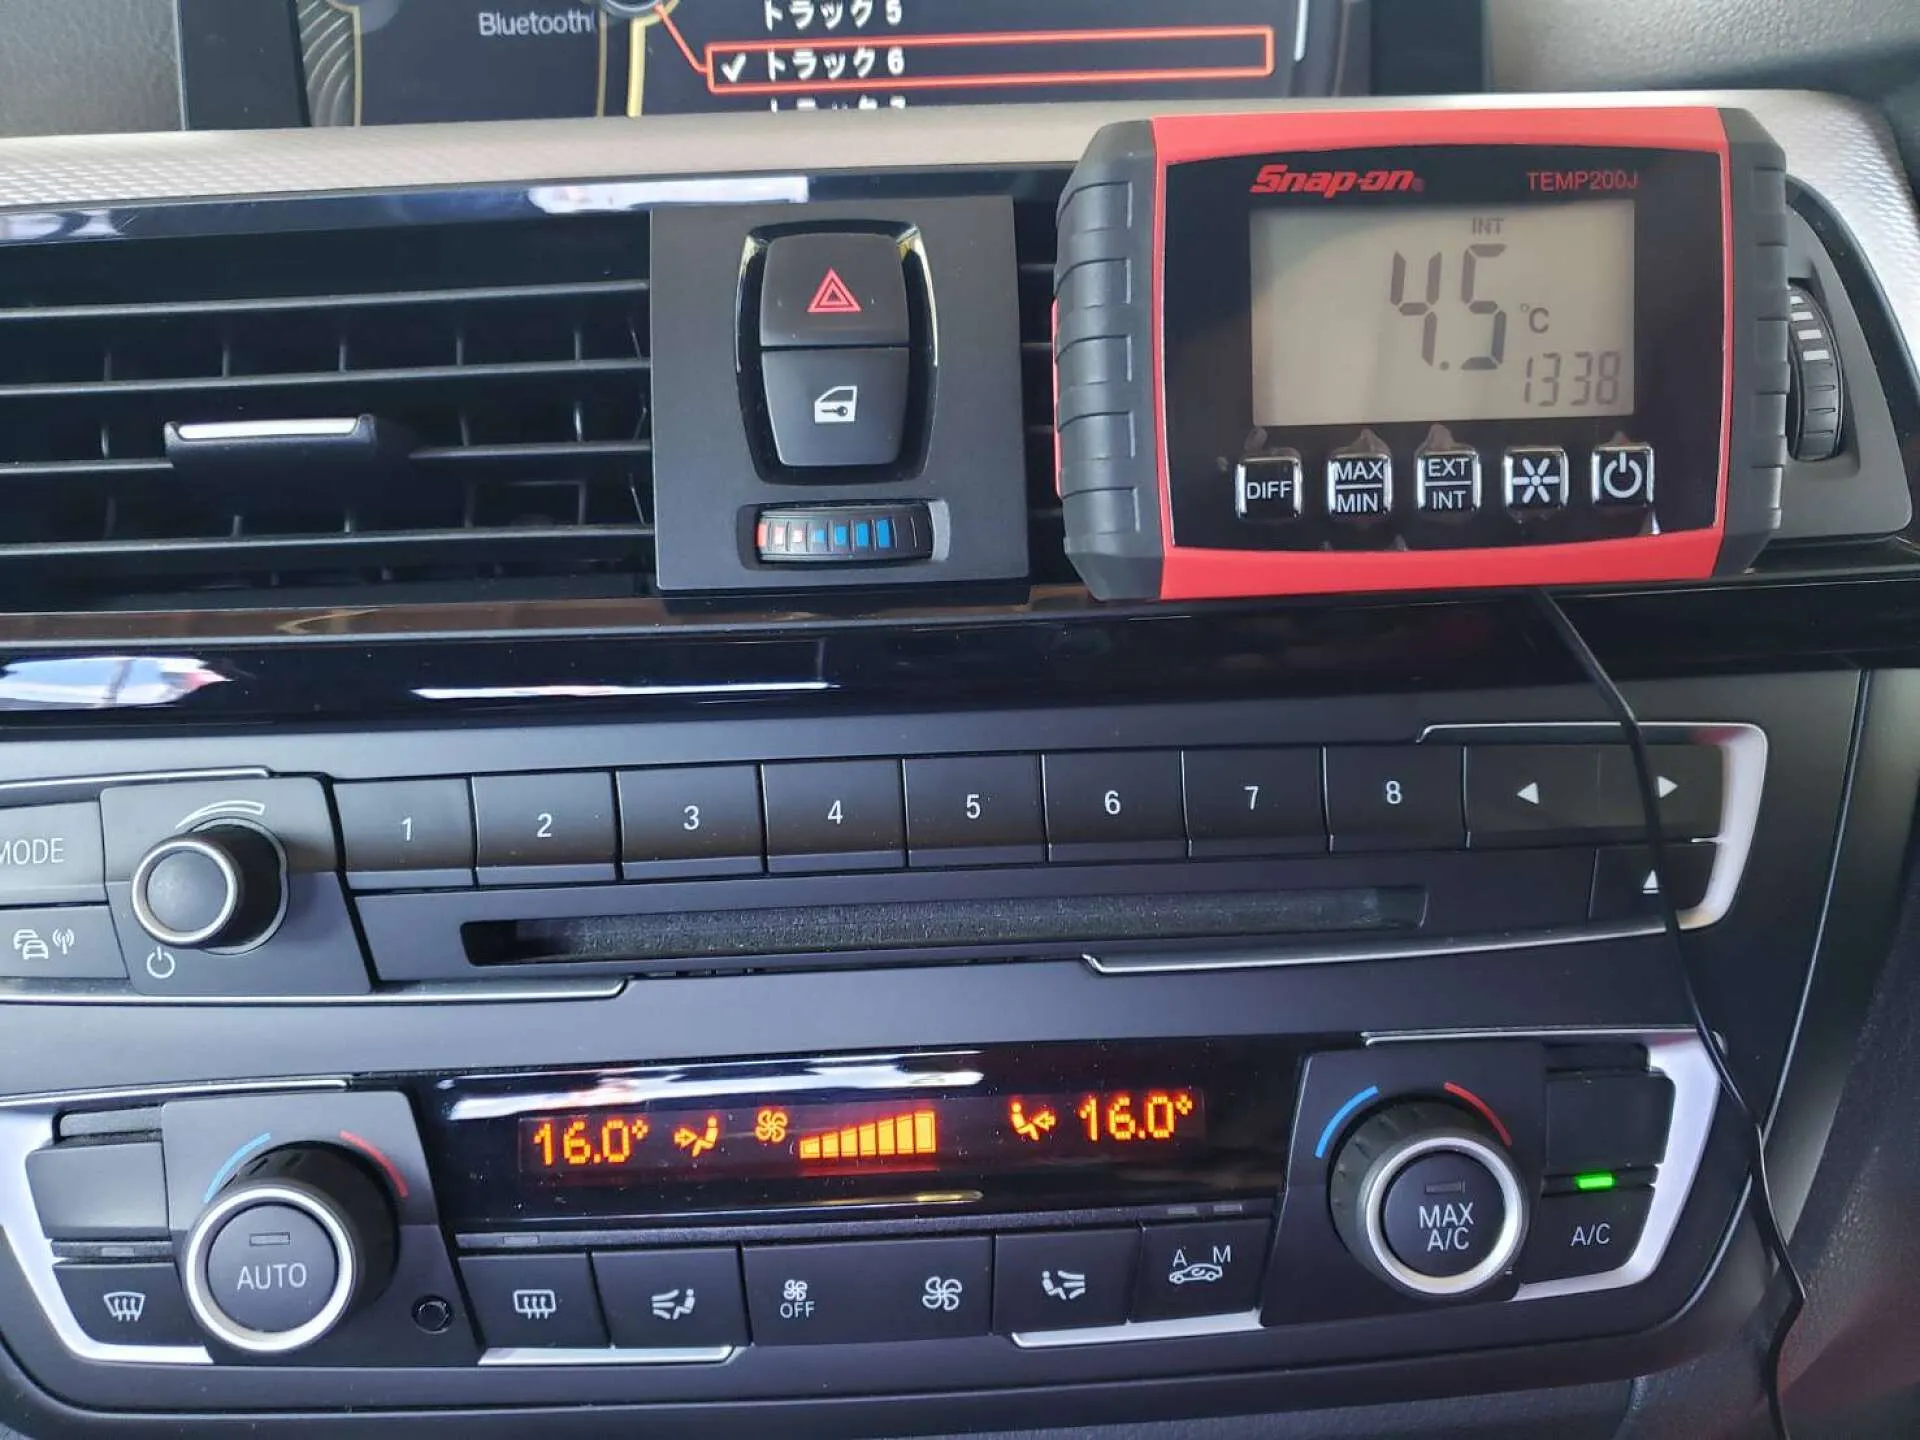 Bluetooth
トラック 5
✓ トラック 6
Snap-on
TEMP200J
INT
4.5 °C
1338
DIFF
MAX
MIN
EXT
INT
MODE
1
2
3
4
5
6
7
8
16.0°
16.0°
AUTO
OFF
A M
MAX
A/C
A/C